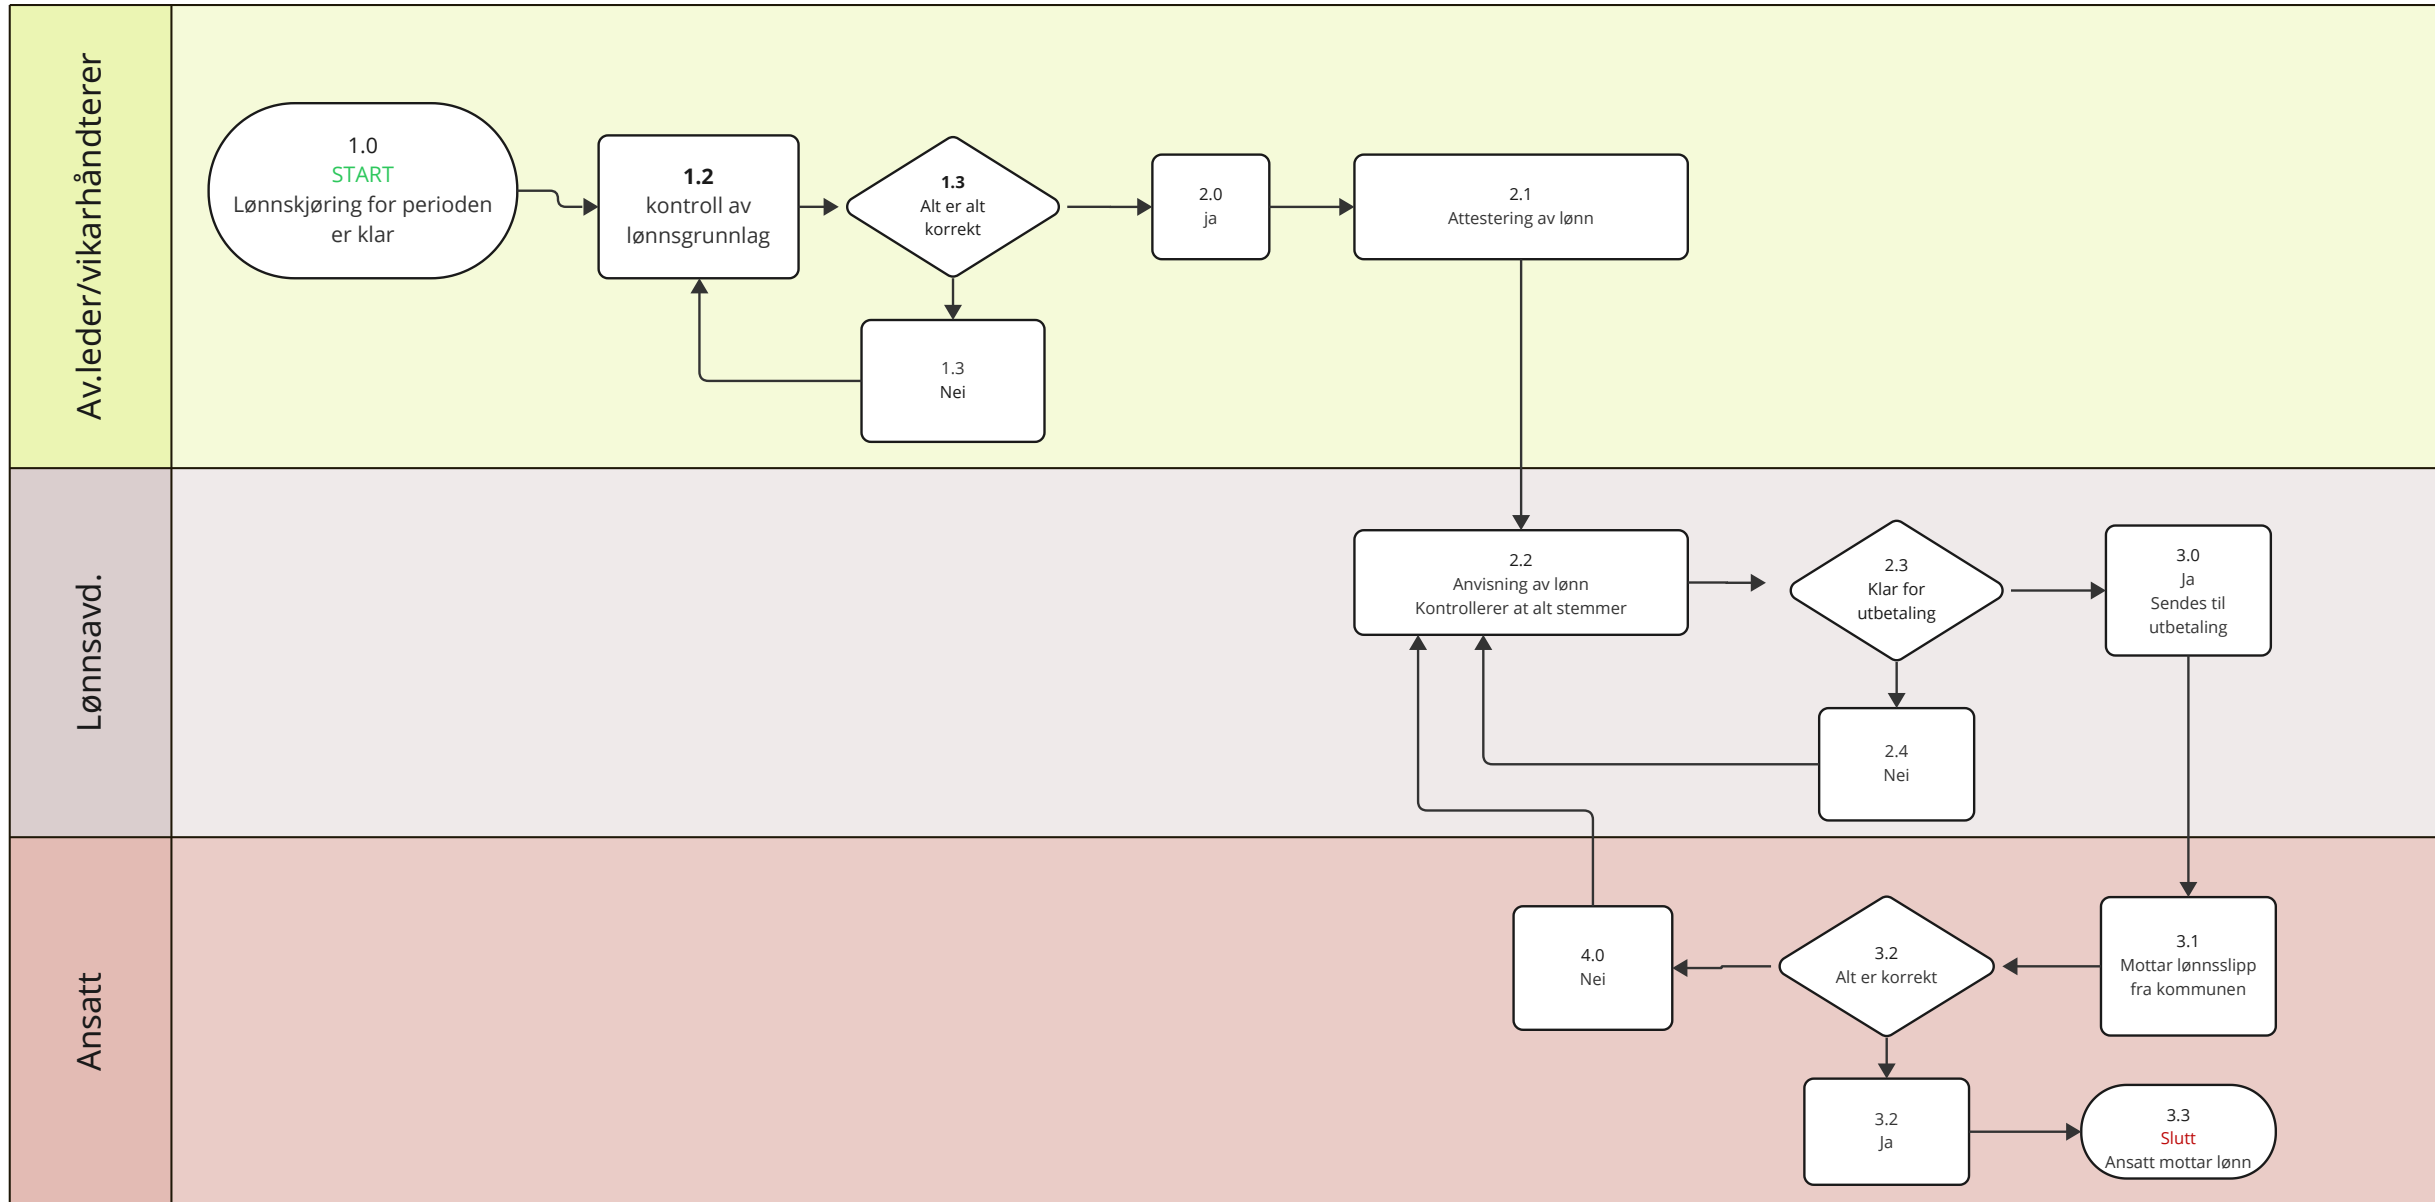 Av.leder/vikarhåndterer
1.0
START
Lønnskjøring for perioden
er klar
1.2
kontroll av
lønnsgrunnlag
1.3
Alt er alt
korrekt
2.0
ja
2.1
Attestering av lønn
1.3
Nei
Lønnsavd.
2.2
Anvisning av lønn
Kontrollerer at alt stemmer
2.3
Klar for
utbetaling
3.0
Ja
Sendes til
utbetaling
2.4
Nei
Ansatt
4.0
Nei
3.2
Alt er korrekt
3.1
Mottar lønnsslipp
fra kommunen
3.2
Ja
3.3
Slutt
Ansatt mottar lønn